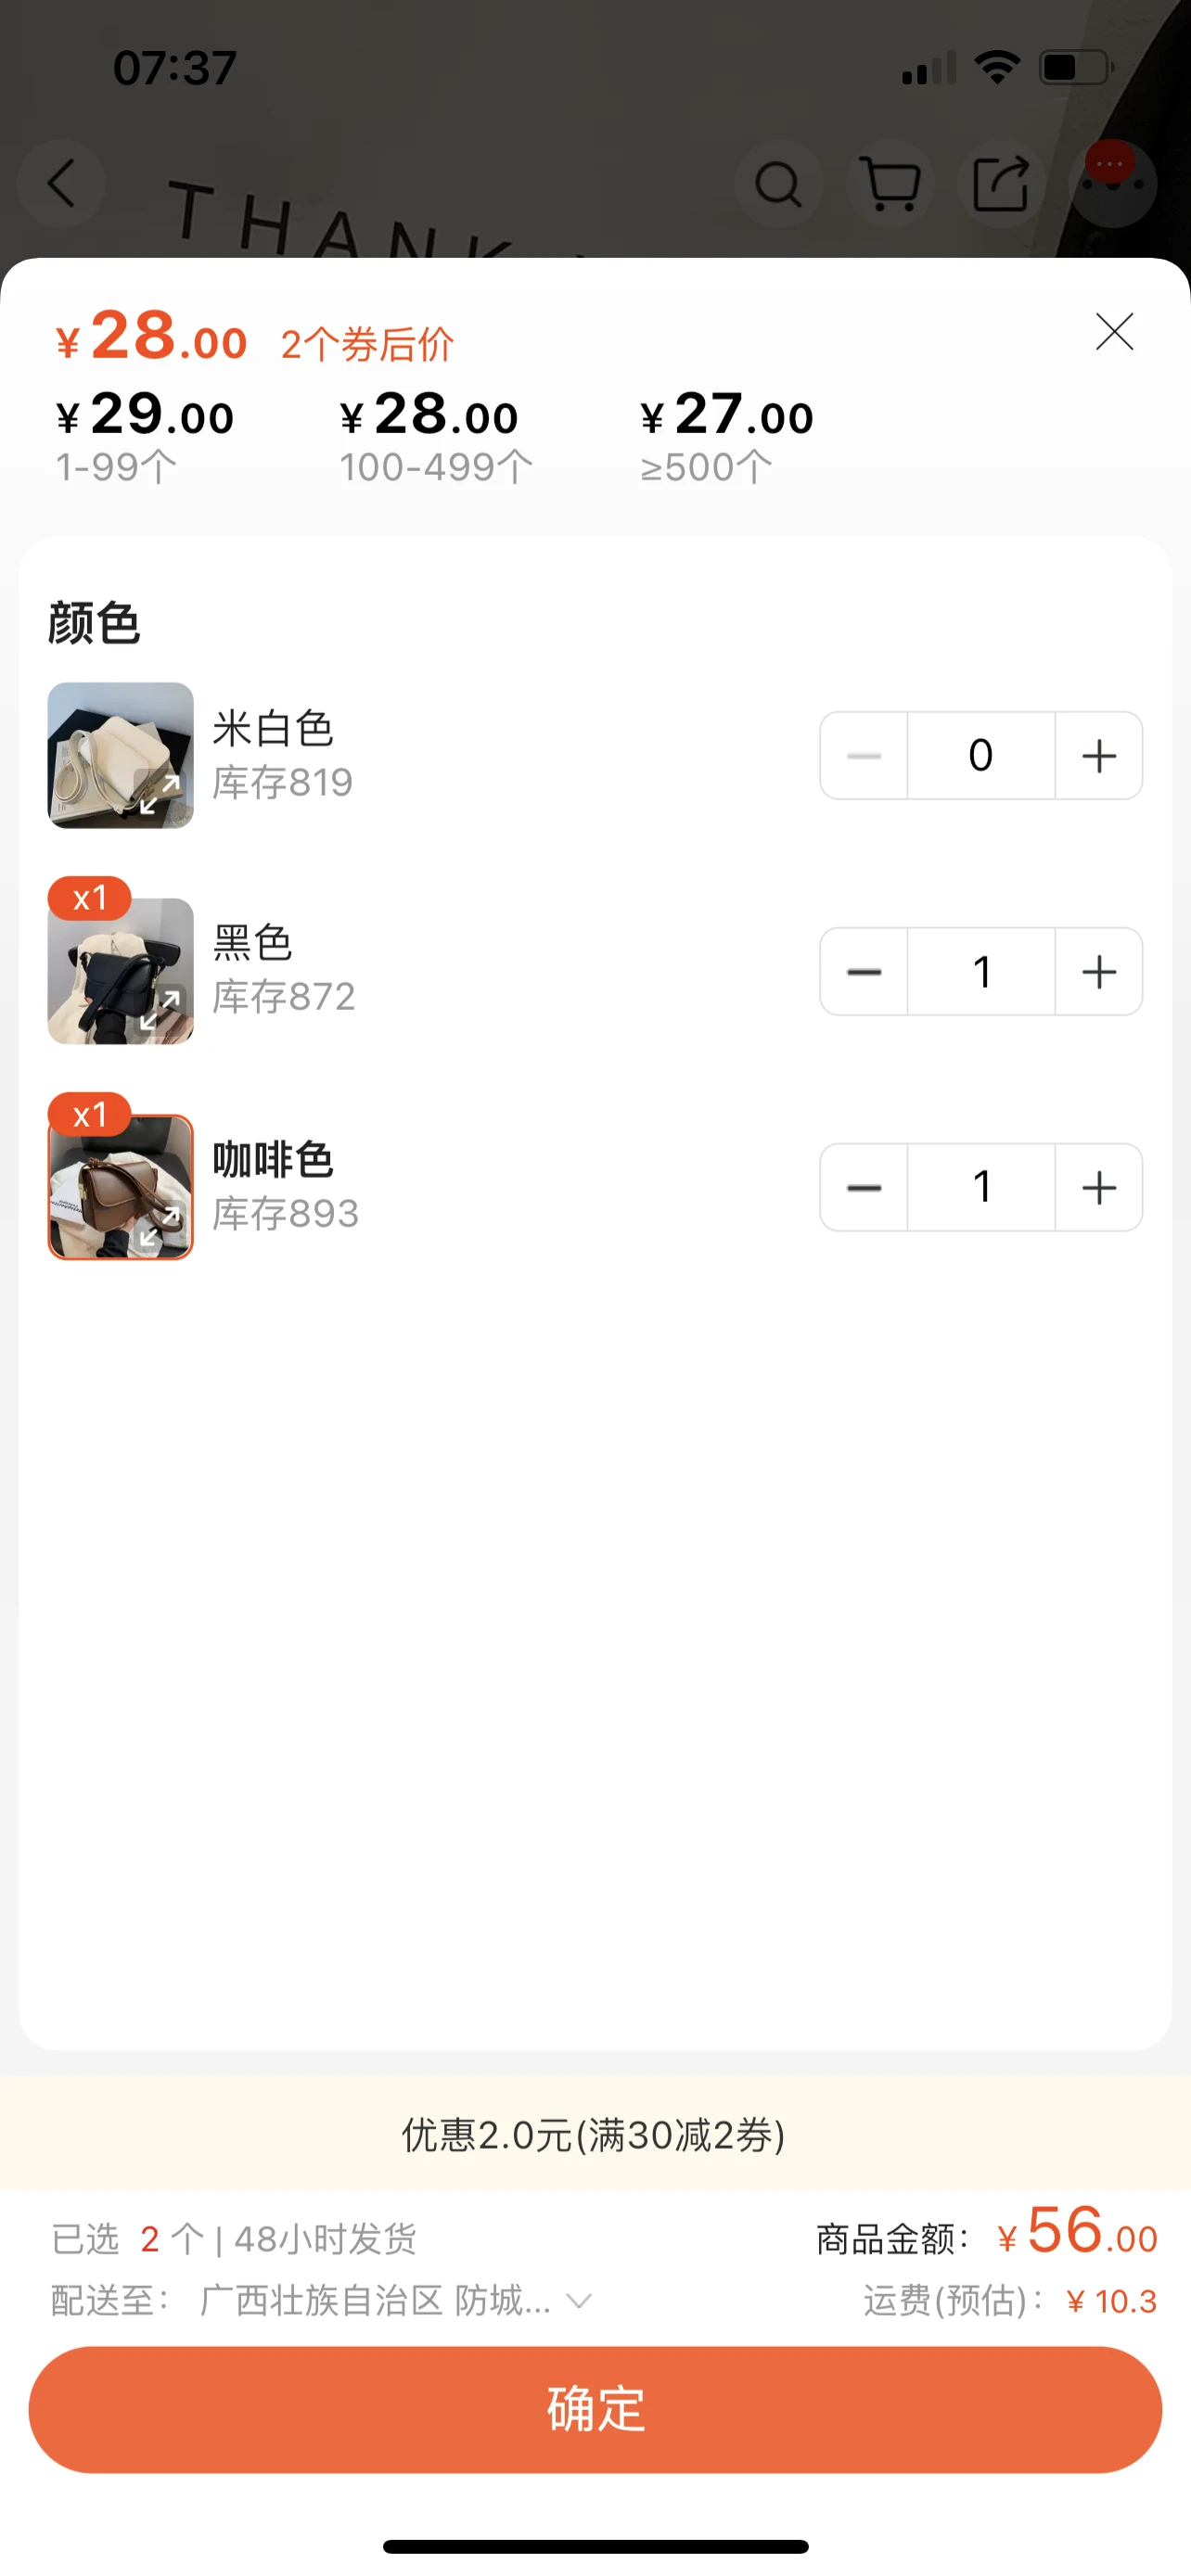 07:37
THANK
¥28.00 2个券后价
¥29.00 ¥28.00 ¥27.00
1-99个 100-499个 ≥500个
颜色
米白色
库存819
0
x1
黑色
库存872
1
x1
咖啡色
库存893
1
优惠2.0元(满30减2券)
已选 2 个 | 48小时发货 商品金额: ¥56.00
配送至: 广西壮族自治区 防城... 运费(预估): ¥10.3
确定